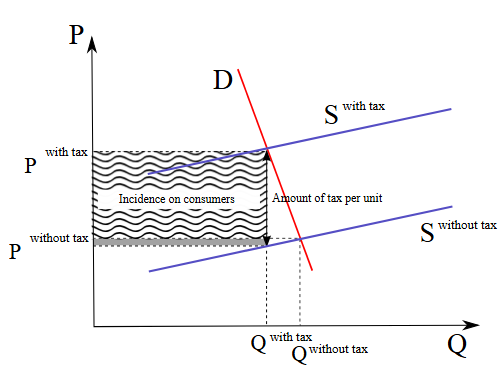 P
D
S with tax
P with tax
Incidence on consumers
Amount of tax per unit
P without tax
S without tax
Q with tax
Q without tax
Q